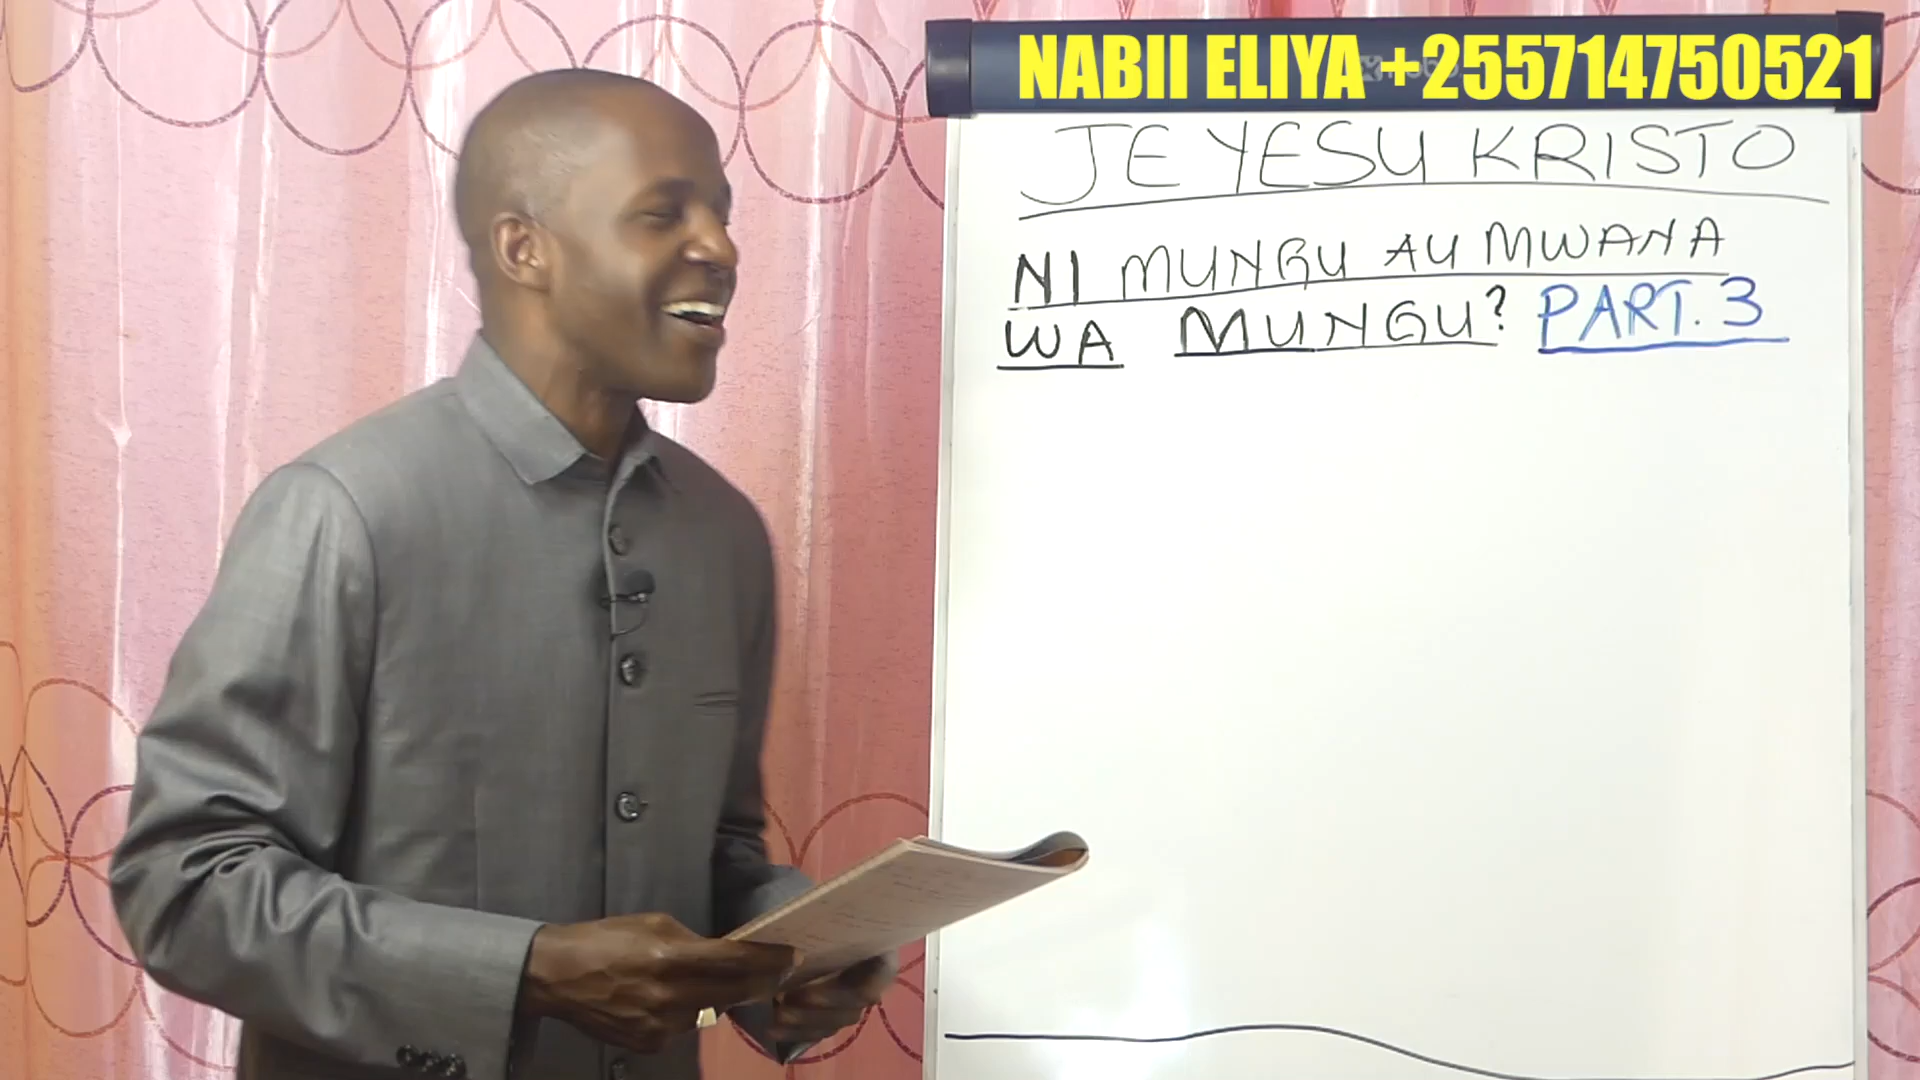 NABII ELIYA +255714750521
JE YESU KRISTO
NI MUNGU AU MWANA
WA MUNGU? PART. 3